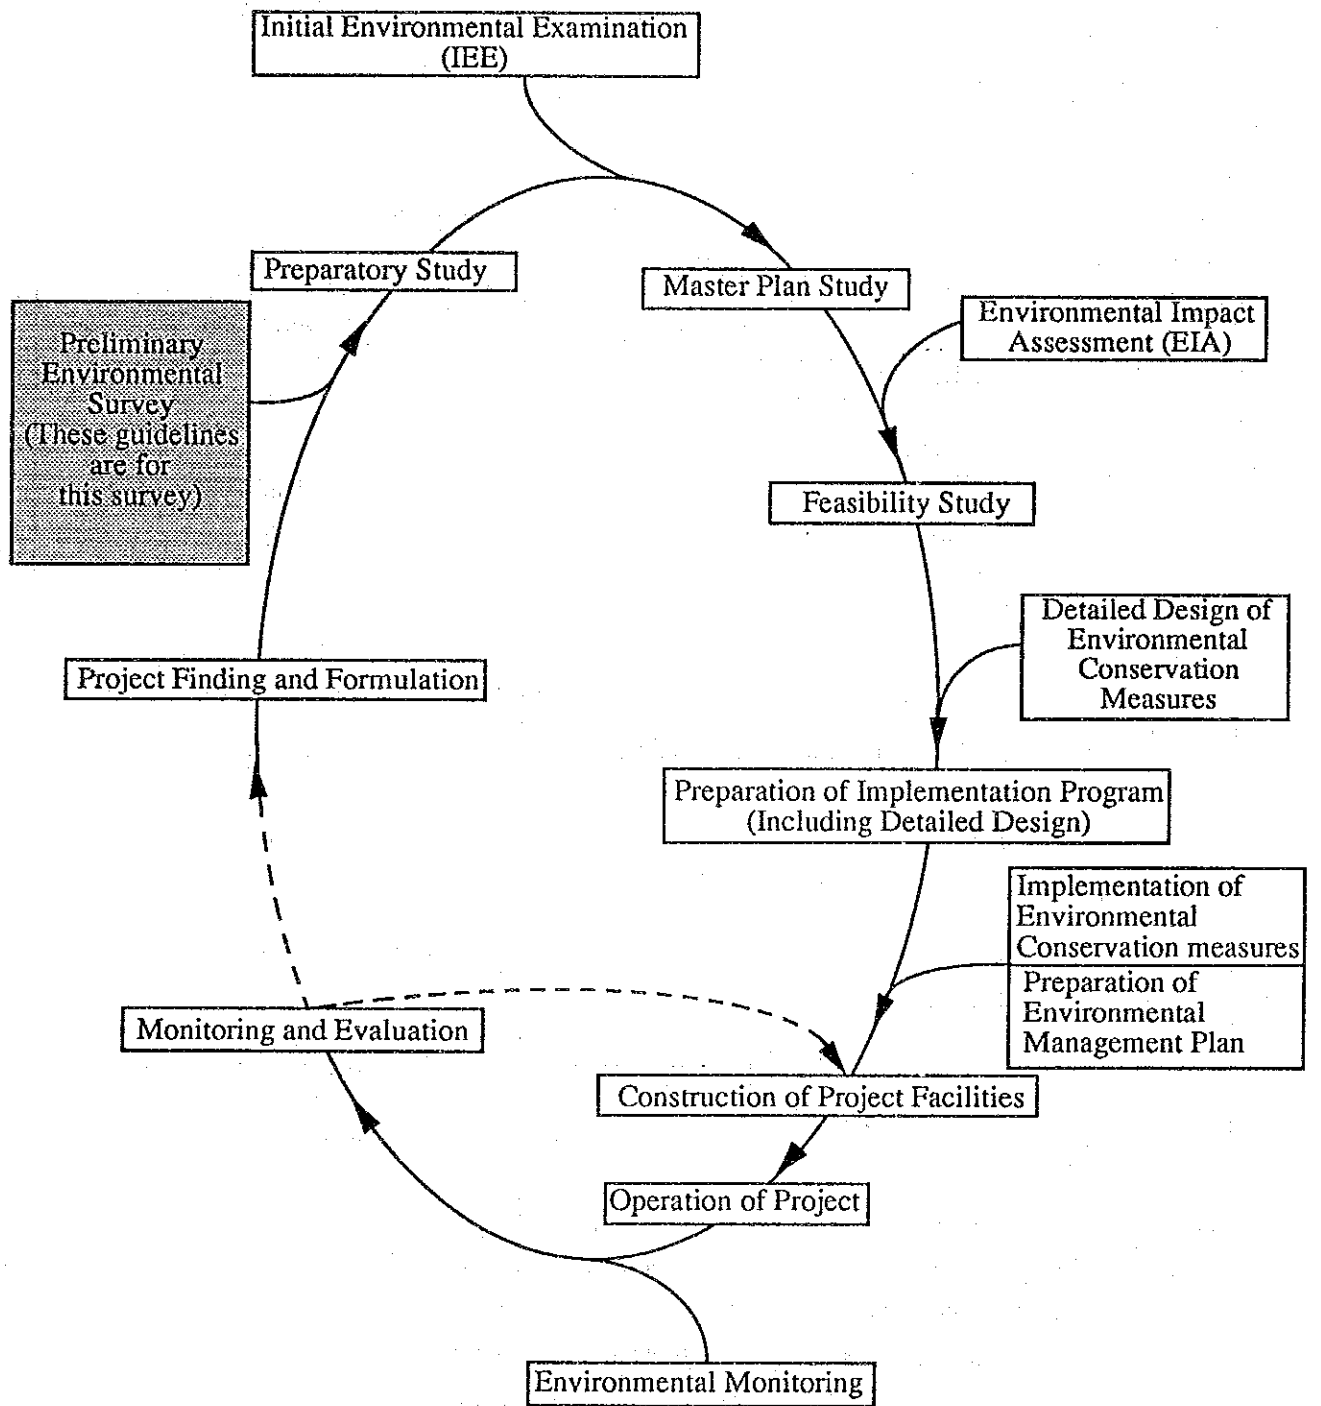 Initial Environmental Examination
(IEE)
Preparatory Study
Master Plan Study
Environmental Impact
Assessment (EIA)
Preliminary
Environmental
Survey
(These guidelines
are for
this survey)
Feasibility Study
Detailed Design of
Environmental
Conservation
Measures
Project Finding and Formulation
Preparation of Implementation Program
(Including Detailed Design)
Implementation of
Environmental
Conservation measures
Preparation of
Environmental
Management Plan
Monitoring and Evaluation
Construction of Project Facilities
Operation of Project
Environmental Monitoring